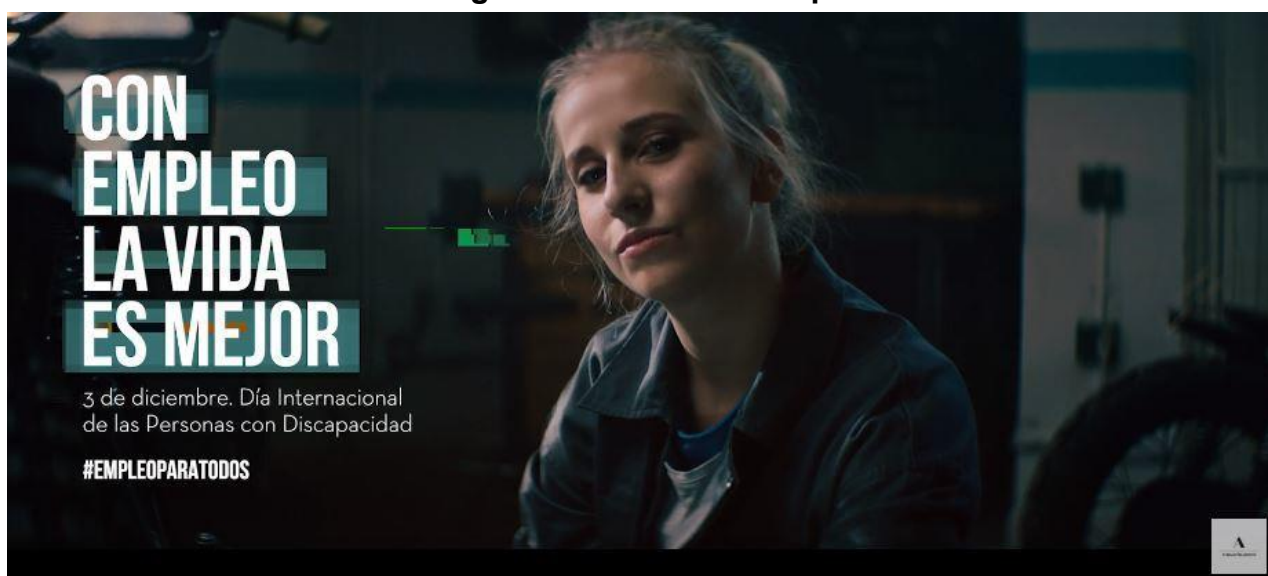 CON
EMPLEO
LA VIDA
ES MEJOR
3 de diciembre. Día Internacional
de las Personas con Discapacidad
#EMPLEOPARATODOS
A